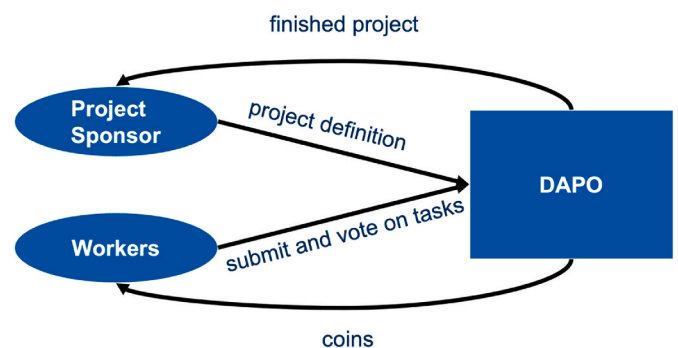 finished project
Project
Sponsor
project definition
DAPO
Workers
submit and vote on tasks
coins